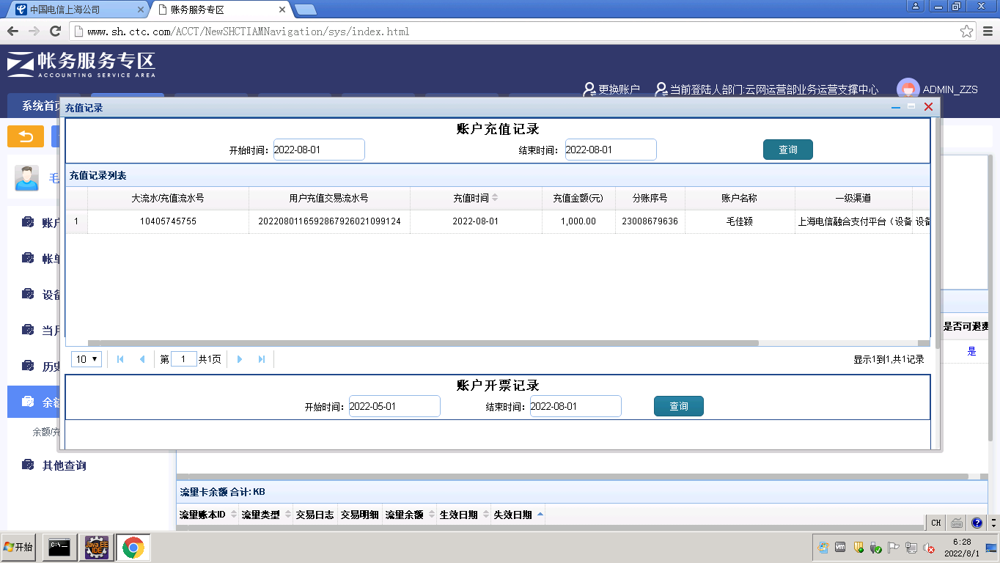 中国电信上海公司
账务服务专区
www.sh.ctc.com/ACCT/NewSHCTIAMNavigation/sys/index.html
帐务服务专区
ACCOUNTING SERVICE AREA
更换账户
当前登陆人部门:云网运营部业务运营支撑中心
ADMIN_ZZS
系统首页
充值记录
账户充值记录
开始时间: 2022-08-01
结束时间: 2022-08-01
查询
充值记录列表
大流水/充值流水号 用户充值交易流水号 充值时间 充值金额(元) 分账序号 账户名称 一级渠道
1 10405745755 2022080116592867926021099124 2022-08-01 1,000.00 23008679636 毛佳颖 上海电信融合支付平台（设备 设备
10
第 1 共1页
显示1到1,共1记录
账户开票记录
开始时间: 2022-05-01
结束时间: 2022-08-01
查询
毛
账户
帐单
设备
当月
历史
余额
余额/充
其他查询
是否可退费
是
流量卡余额 合计: KB
流量账本ID 流量类型 交易日志 交易明细 流量余额 生效日期 失效日期
CH
开始
6:28
2022/8/1